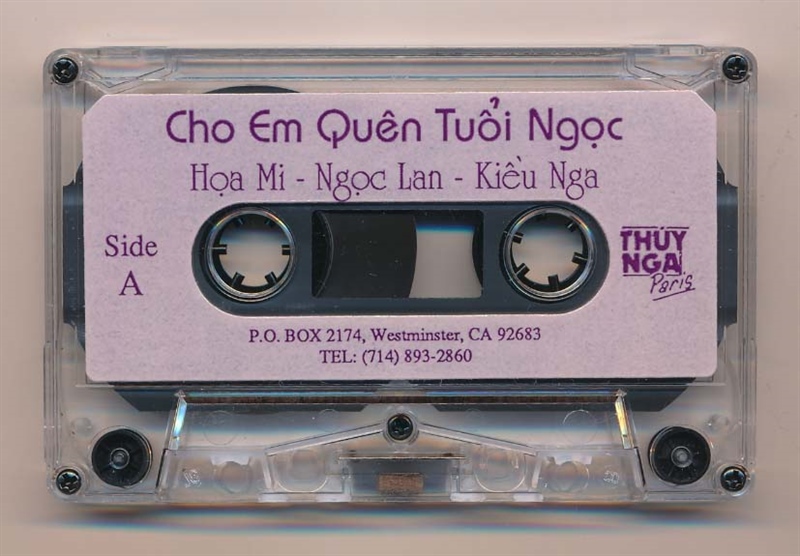 Cho Em Quên Tuổi Ngọc
Họa Mi - Ngọc Lan - Kiều Nga
Side
A
THÚY
NGA
Paris
P.O. BOX 2174, Westminster, CA 92683
TEL: (714) 893-2860